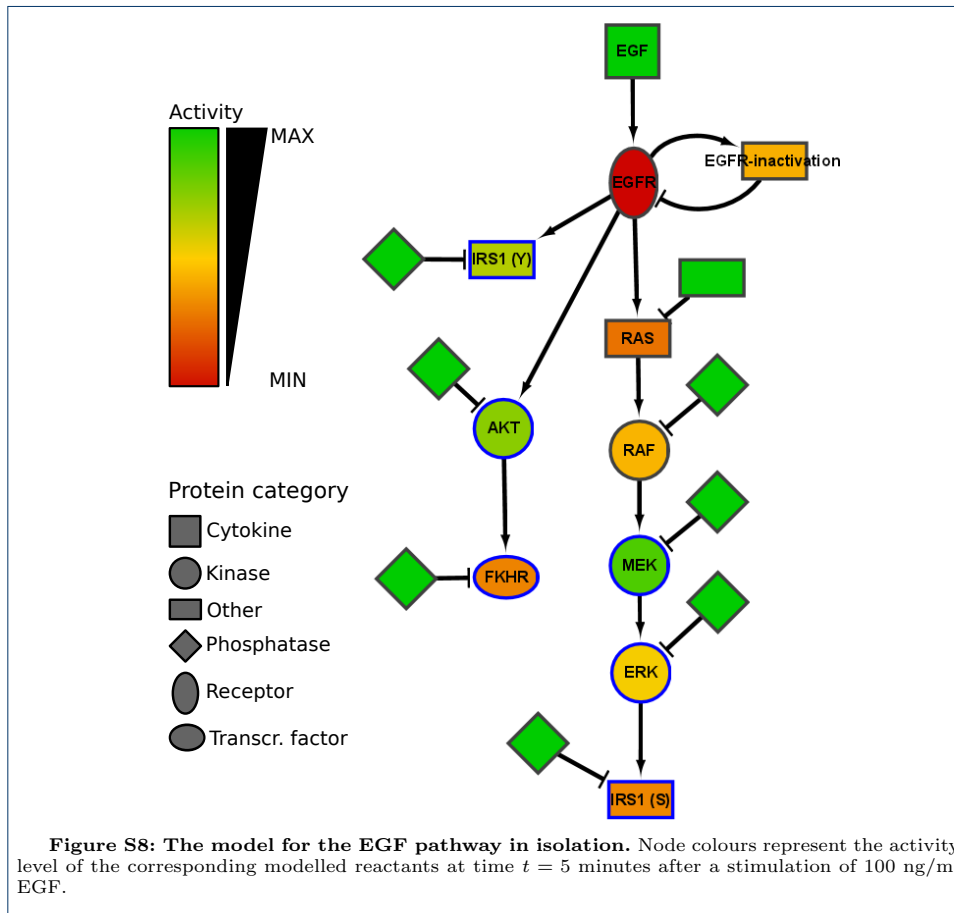 EGF
Activity
MAX
EGFR
EGFR-inactivation
IRS1 (Y)
RAS
MIN
AKT
RAF
Protein category
Cytokine
Kinase
Other
Phosphatase
Receptor
Transcr. factor
FKHR
MEK
ERK
IRS1 (S)
Figure S8: The model for the EGF pathway in isolation. Node colours represent the activity
level of the corresponding modelled reactants at time t = 5 minutes after a stimulation of 100 ng/m
EGF.